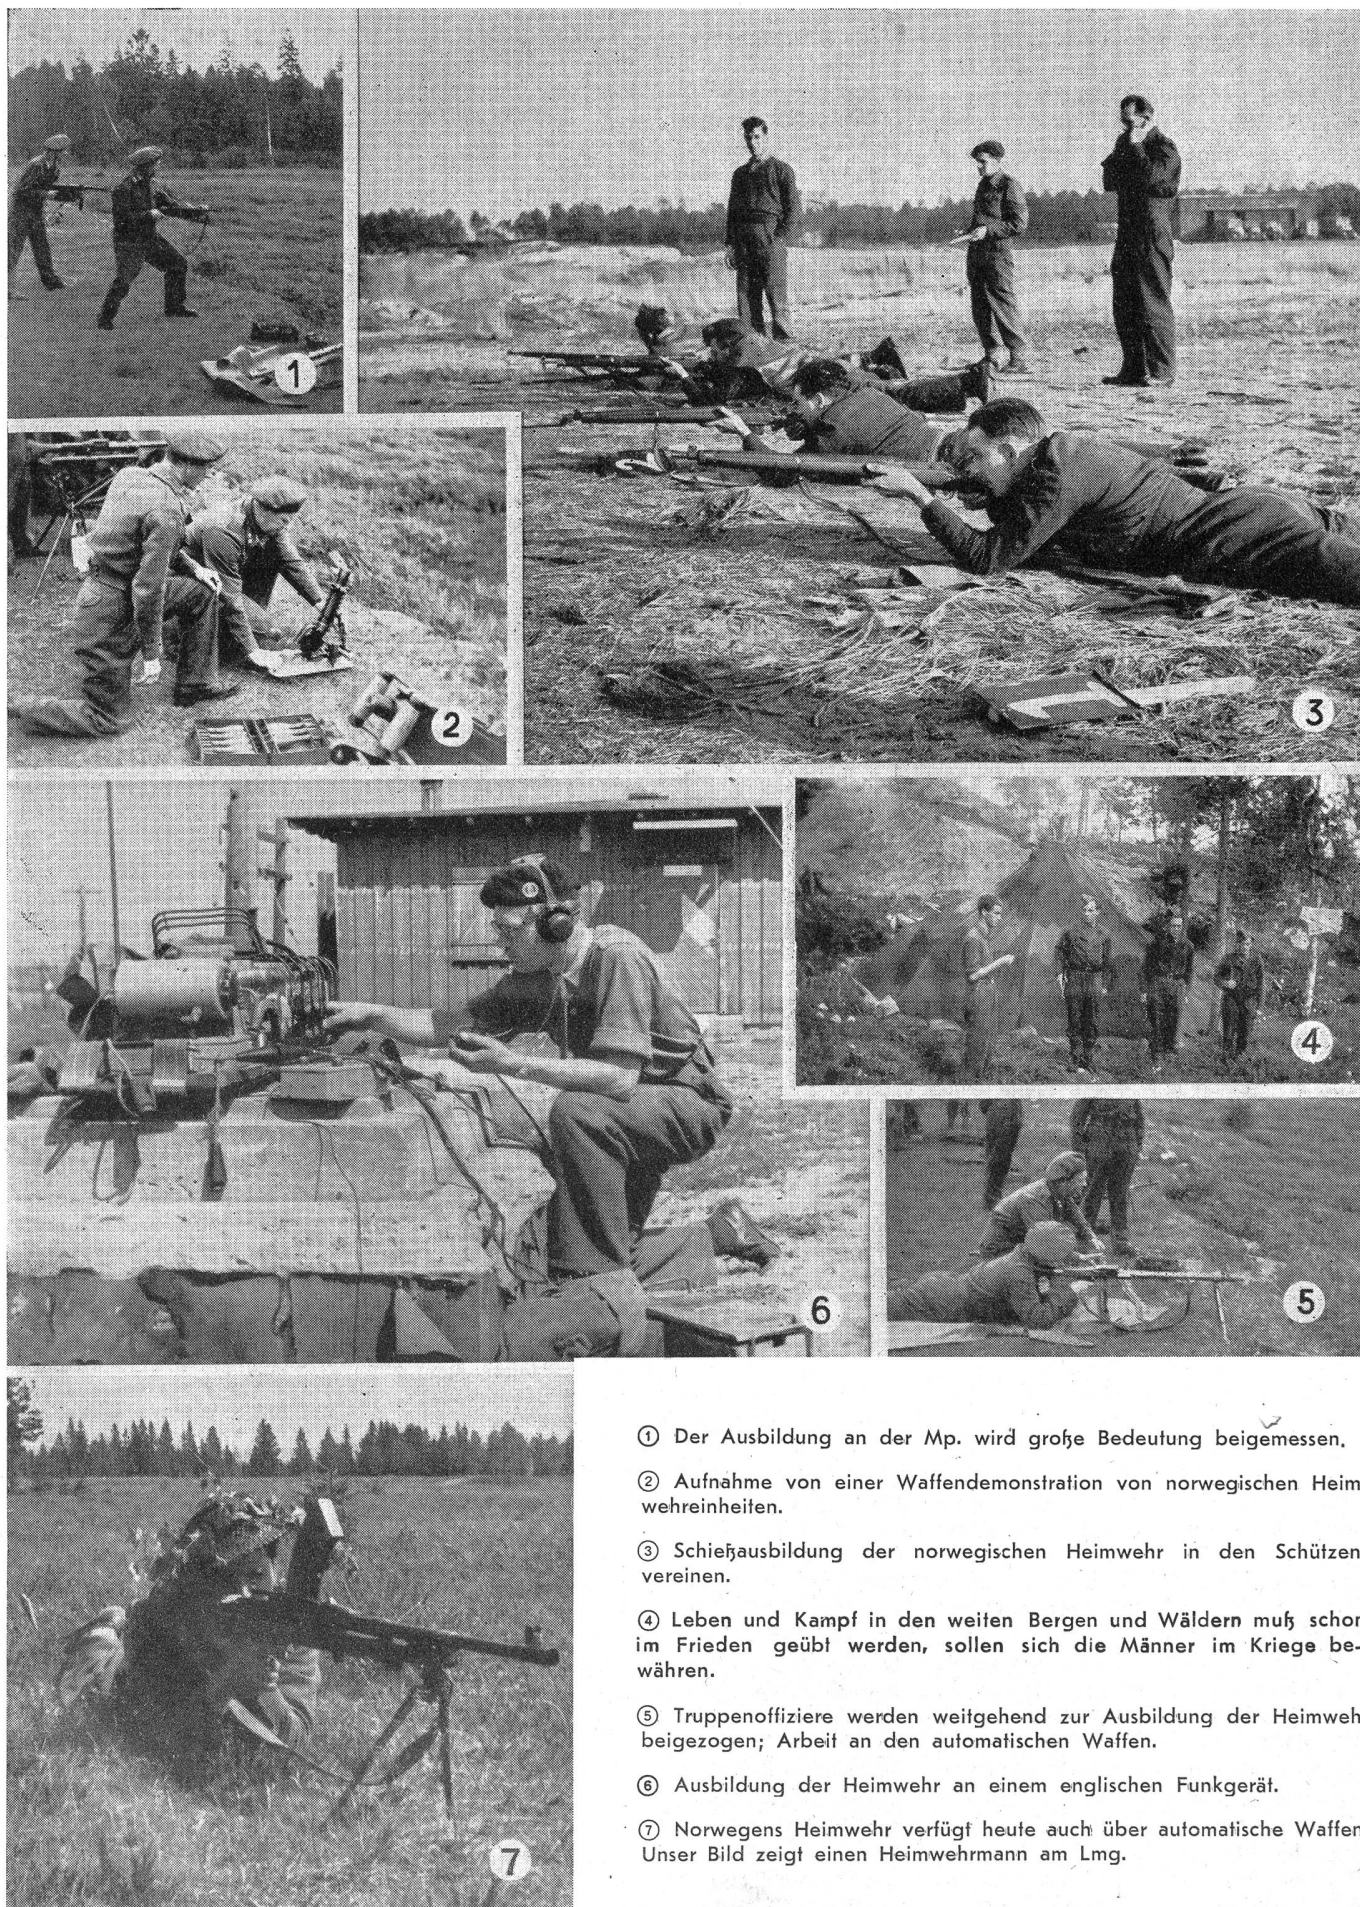 1
2
3
4
5
6
7
① Der Ausbildung an der Mp. wird große Bedeutung beigemessen.
② Aufnahme von einer Waffendemonstration von norwegischen Heim
wehreinheiten.
③ Schießausbildung der norwegischen Heimwehr in den Schützen
vereinen.
④ Leben und Kampf in den weiten Bergen und Wäldern muß schon
im Frieden geübt werden, sollen sich die Männer im Kriege be-
währen.
⑤ Truppenoffiziere werden weitgehend zur Ausbildung der Heimweh
beigezogen; Arbeit an den automatischen Waffen.
⑥ Ausbildung der Heimwehr an einem englischen Funkgerät.
⑦ Norwegens Heimwehr verfügt heute auch über automatische Waffen
Unser Bild zeigt einen Heimwehrmann am Lmg.